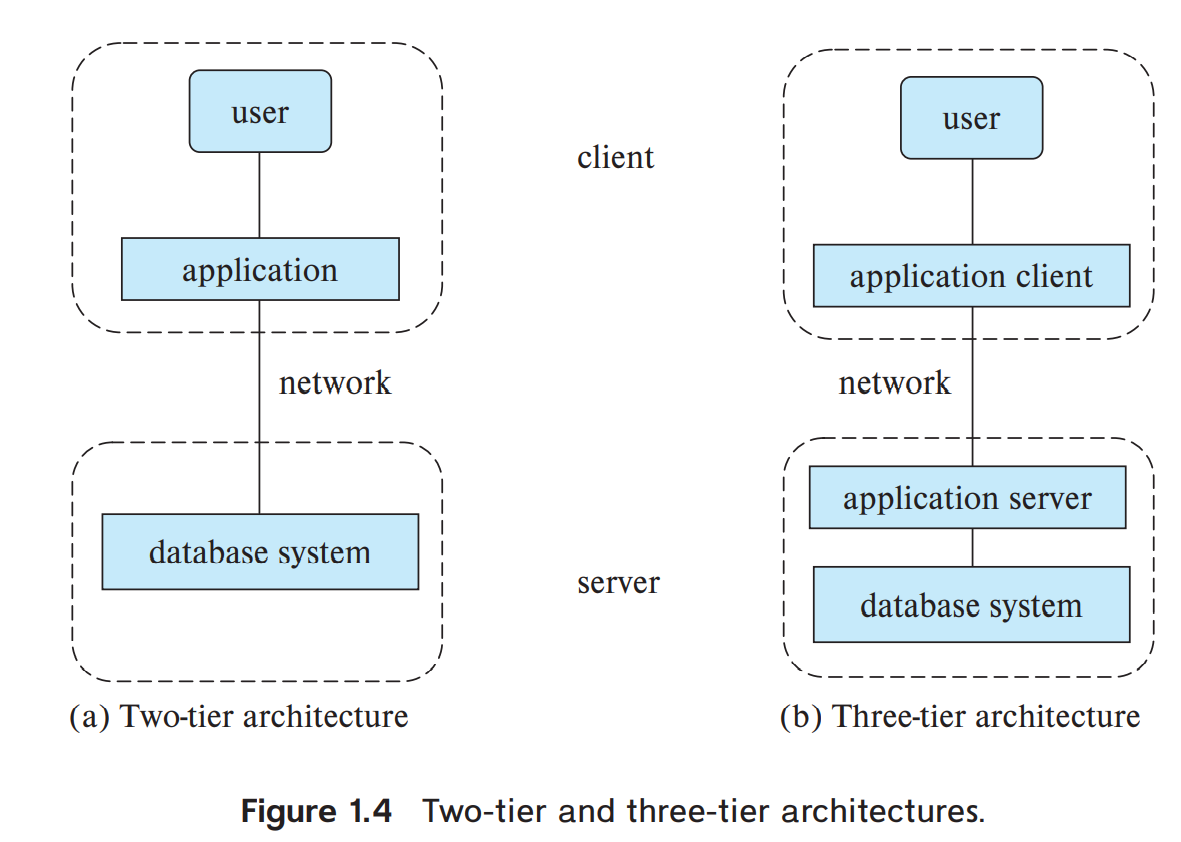 user
application
network
database system
(a) Two-tier architecture
client
server
user
application client
network
application server
database system
(b) Three-tier architecture
Figure 1.4 Two-tier and three-tier architectures.